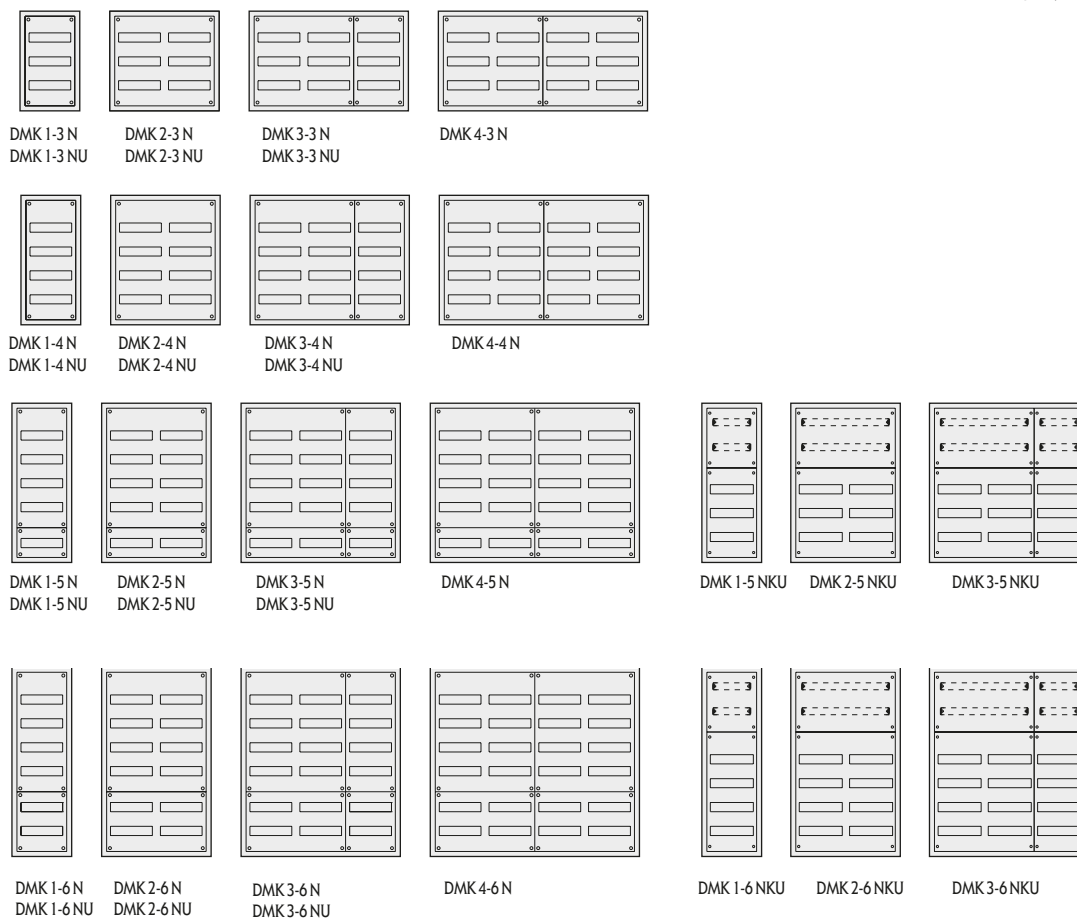 DMK 1-3 N
DMK 1-3 NU
DMK 2-3 N
DMK 2-3 NU
DMK 3-3 N
DMK 3-3 NU
DMK 4-3 N
DMK 1-4 N
DMK 1-4 NU
DMK 2-4 N
DMK 2-4 NU
DMK 3-4 N
DMK 3-4 NU
DMK 4-4 N
DMK 1-5 N
DMK 1-5 NU
DMK 2-5 N
DMK 2-5 NU
DMK 3-5 N
DMK 3-5 NU
DMK 4-5 N
DMK 1-5 NKU
DMK 2-5 NKU
DMK 3-5 NKU
DMK 1-6 N
DMK 1-6 NU
DMK 2-6 N
DMK 2-6 NU
DMK 3-6 N
DMK 3-6 NU
DMK 4-6 N
DMK 1-6 NKU
DMK 2-6 NKU
DMK 3-6 NKU